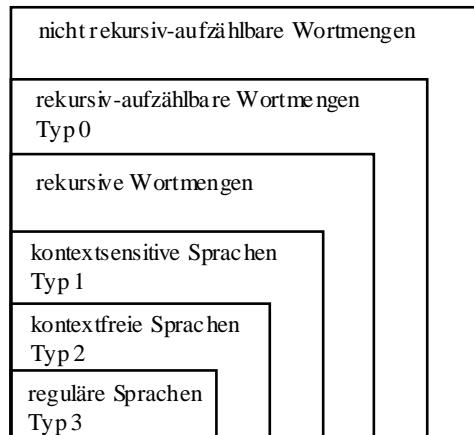 nicht rekursiv-aufzählbare Wortmengen
rekursiv-aufzählbare Wortmengen
Typ 0
rekursive Wortmengen
kontextsensitive Sprachen
Typ 1
kontextfreie Sprachen
Typ 2
reguläre Sprachen
Typ 3